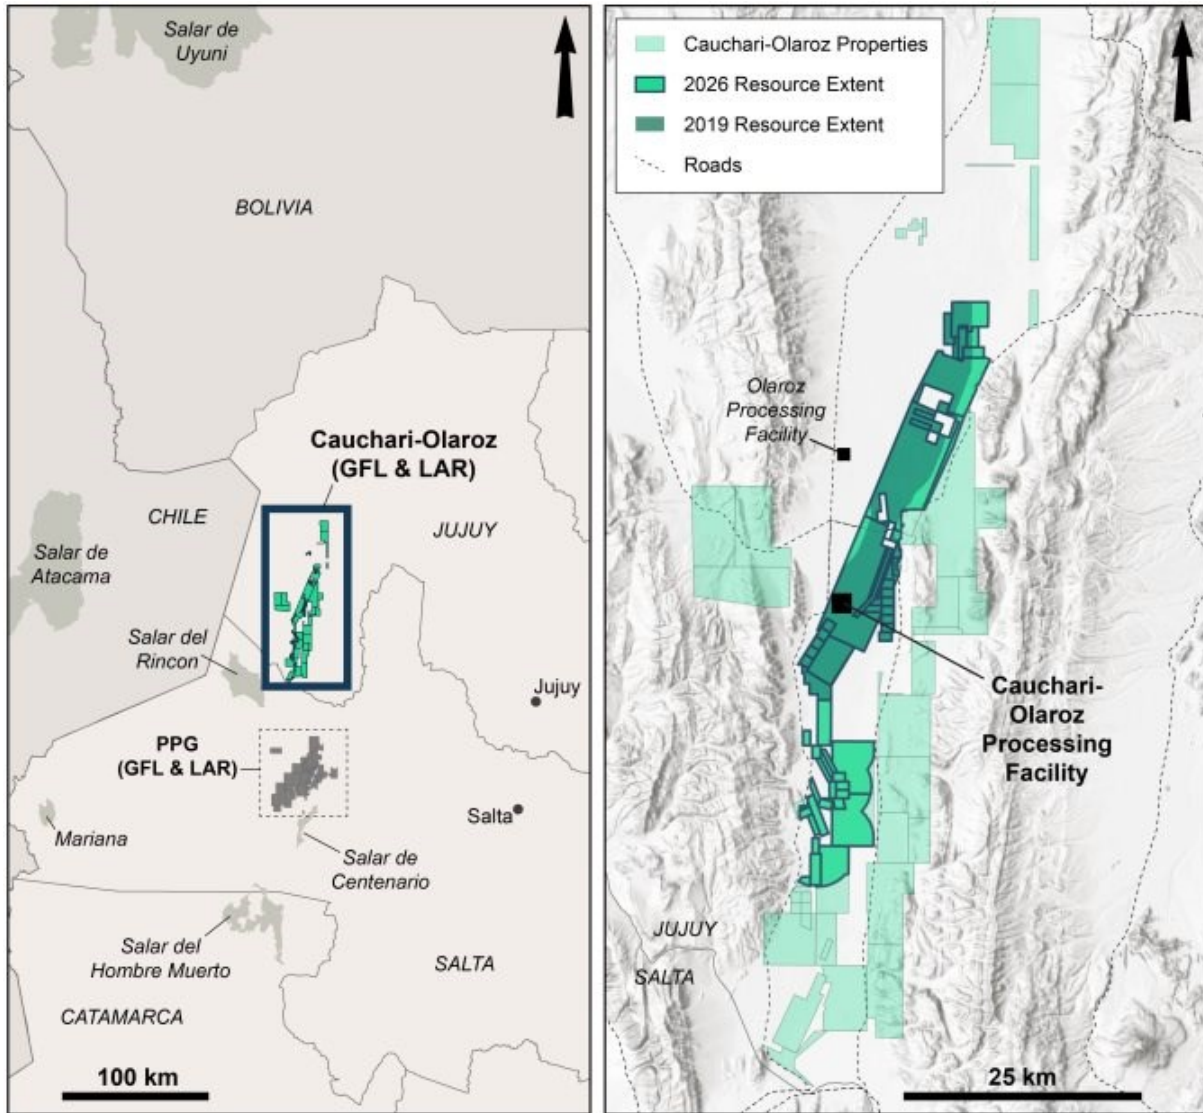 Salar de
Uyuni
BOLIVIA
Cauchari-Olaroz
(GFL & LAR)
CHILE
JUJUY
Salar de
Atacama
Salar del
Rincon
Jujuy
PPG
(GFL & LAR)
Salta
Mariana
Salar de
Centenario
Salar del
Hombre Muerto
SALTA
CATAMARCA
100 km
Cauchari-Olaroz Properties
2026 Resource Extent
2019 Resource Extent
Roads
Olaroz
Processing
Facility
Cauchari-
Olaroz
Processing
Facility
JUJUY
SALTA
25 km